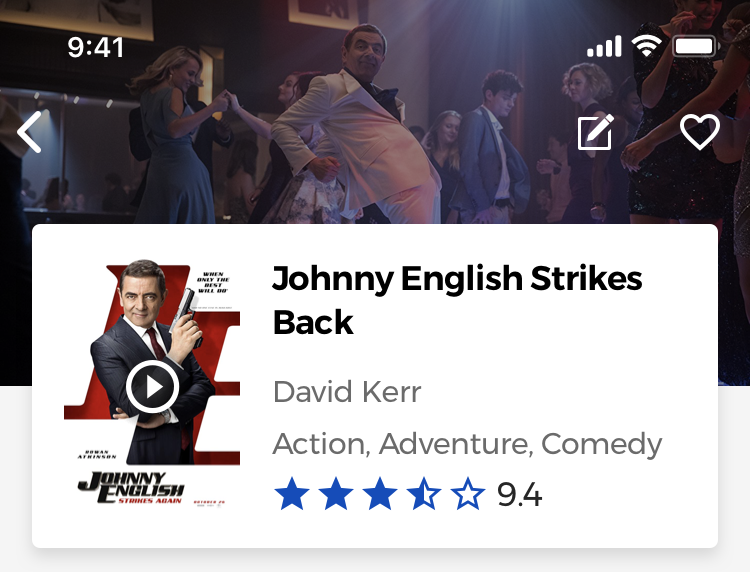 9:41
Johnny English Strikes
Back
David Kerr
Action, Adventure, Comedy
9.4
WHEN
ONLY THE
BEST
WILL DO
ROWAN
ATKINSON
JOHNNY
ENGLISH
STRIKES AGAIN
OCTOBER 26